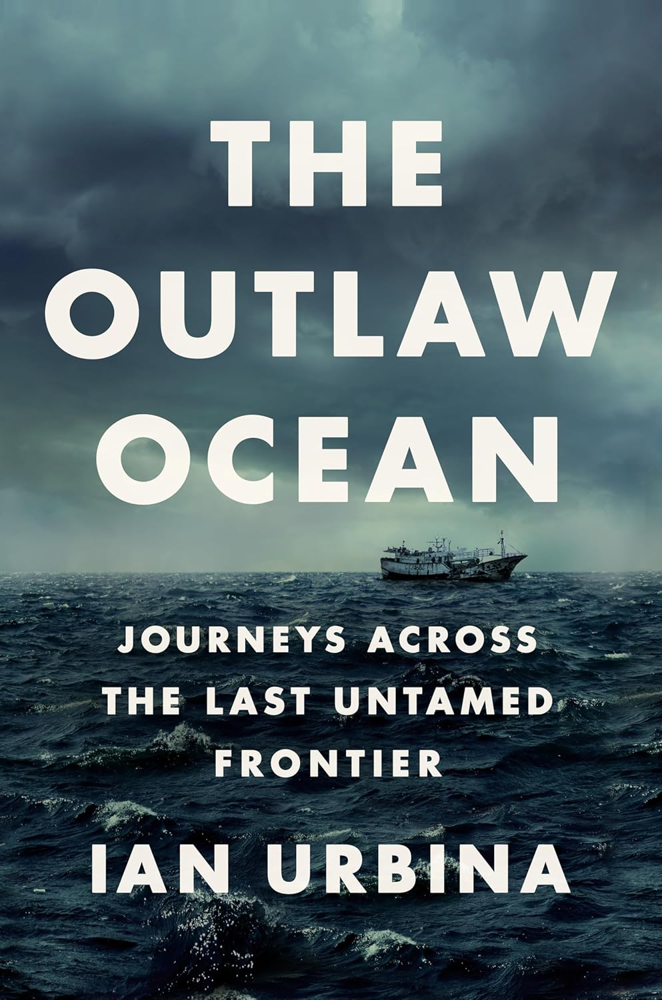 THE
OUTLAW
OCEAN
JOURNEYS ACROSS
THE LAST UNTAMED
FRONTIER
IAN URBINA